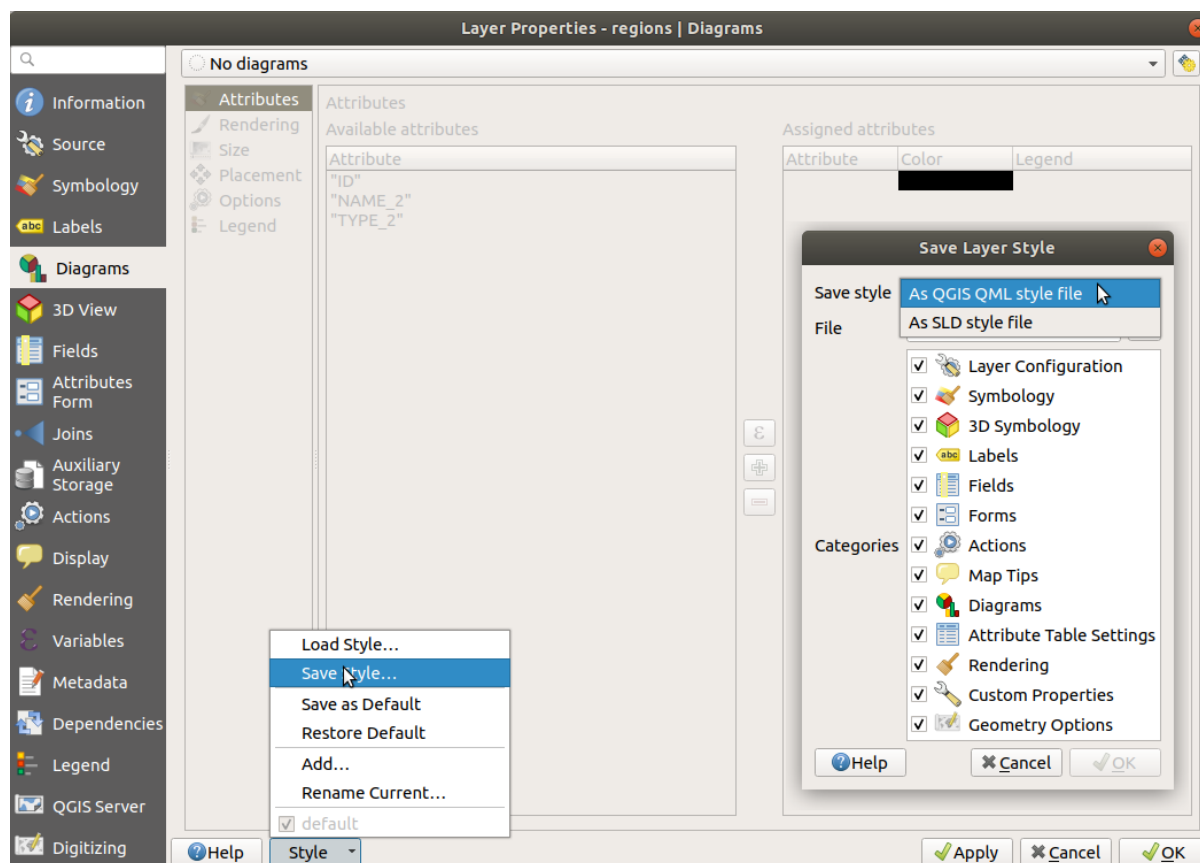 Layer Properties - regions | Diagrams
No diagrams
Information
Source
Symbology
abc Labels
Diagrams
3D View
Fields
Attributes
Form
Joins
Auxiliary
Storage
Actions
Display
Rendering
Variables
Metadata
Dependencies
Legend
QGIS Server
Digitizing
Attributes
Rendering
Size
Placement
Options
Legend
Attributes
Available attributes
Attribute
"ID"
"NAME_2"
"TYPE_2"
Assigned attributes
Attribute Color Legend
ε
Save Layer Style
Save style As QGIS QML style file
As SLD style file
File
Layer Configuration
Symbology
3D Symbology
abc Labels
Fields
Forms
Categories Actions
Map Tips
Diagrams
Attribute Table Settings
Rendering
Custom Properties
Geometry Options
Help Cancel OK
Load Style...
Save Style...
Save as Default
Restore Default
Add...
Rename Current...
default
Help Style Apply Cancel OK